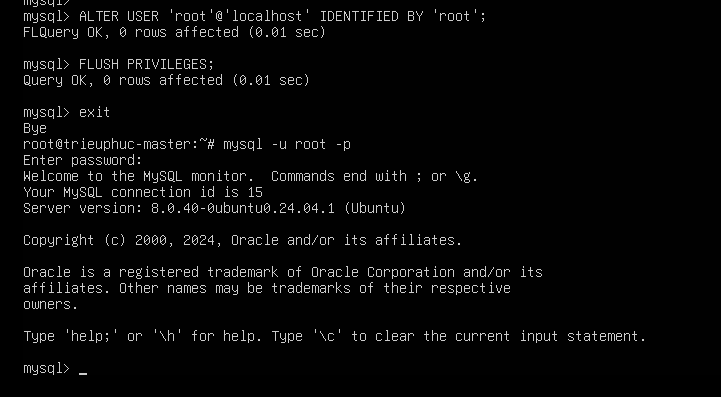 mysql>
mysql> ALTER USER 'root'@'localhost' IDENTIFIED BY 'root';
FLQuery OK, 0 rows affected (0.01 sec)
mysql> FLUSH PRIVILEGES;
Query OK, 0 rows affected (0.01 sec)
mysql> exit
Bye
root@trieuphuc-master:~# mysql -u root -p
Enter password:
Welcome to the MySQL monitor.  Commands end with ; or \g.
Your MySQL connection id is 15
Server version: 8.0.40-0ubuntu0.24.04.1 (Ubuntu)
Copyright (c) 2000, 2024, Oracle and/or its affiliates.
Oracle is a registered trademark of Oracle Corporation and/or its
affiliates. Other names may be trademarks of their respective
owners.
Type 'help;' or '\h' for help. Type '\c' to clear the current input statement.
mysql> _